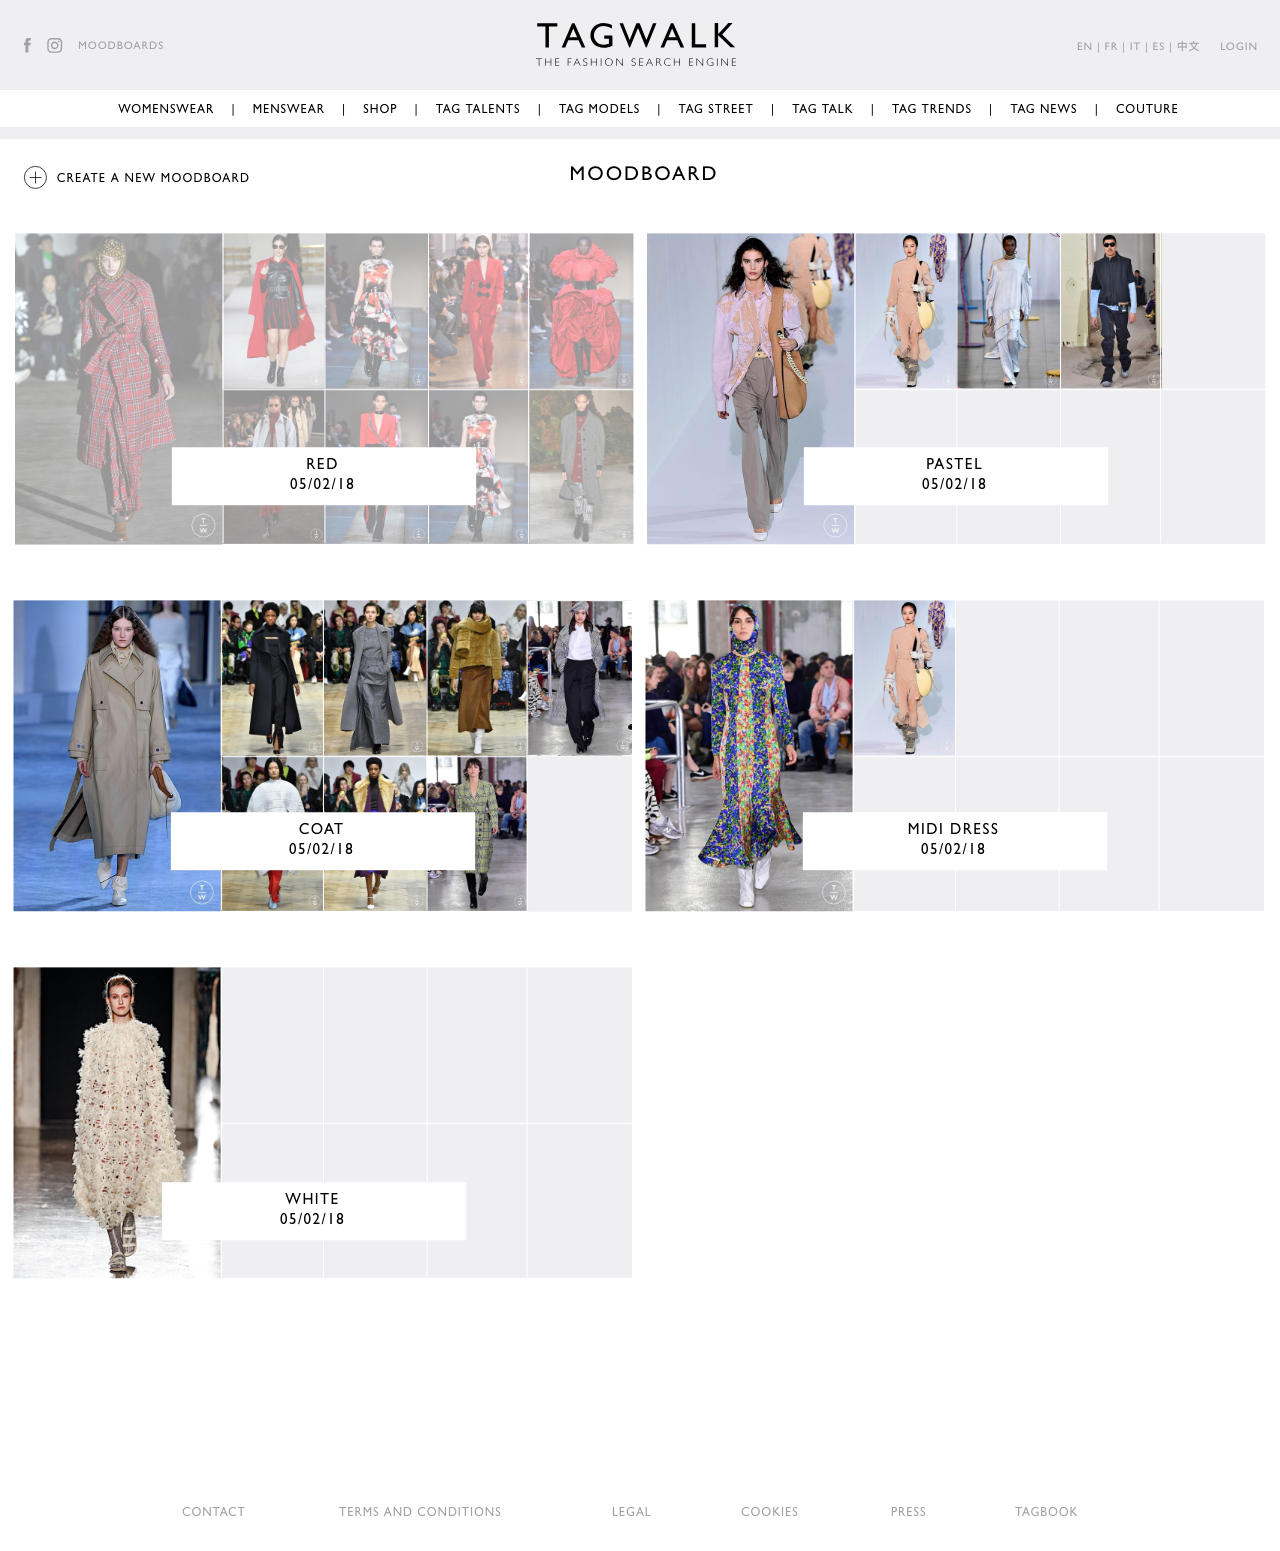 MOODBOARDS
TAGWALK
THE FASHION SEARCH ENGINE
EN | FR | IT | ES | 中文 LOGIN
WOMENSWEAR | MENSWEAR | SHOP | TAG TALENTS | TAG MODELS | TAG STREET | TAG TALK | TAG TRENDS | TAG NEWS | COUTURE
CREATE A NEW MOODBOARD
MOODBOARD
RED
05/02/18
T
W
PASTEL
05/02/18
T
W
COAT
05/02/18
T
W
MIDI DRESS
05/02/18
T
W
WHITE
05/02/18
CONTACT TERMS AND CONDITIONS LEGAL COOKIES PRESS TAGBOOK